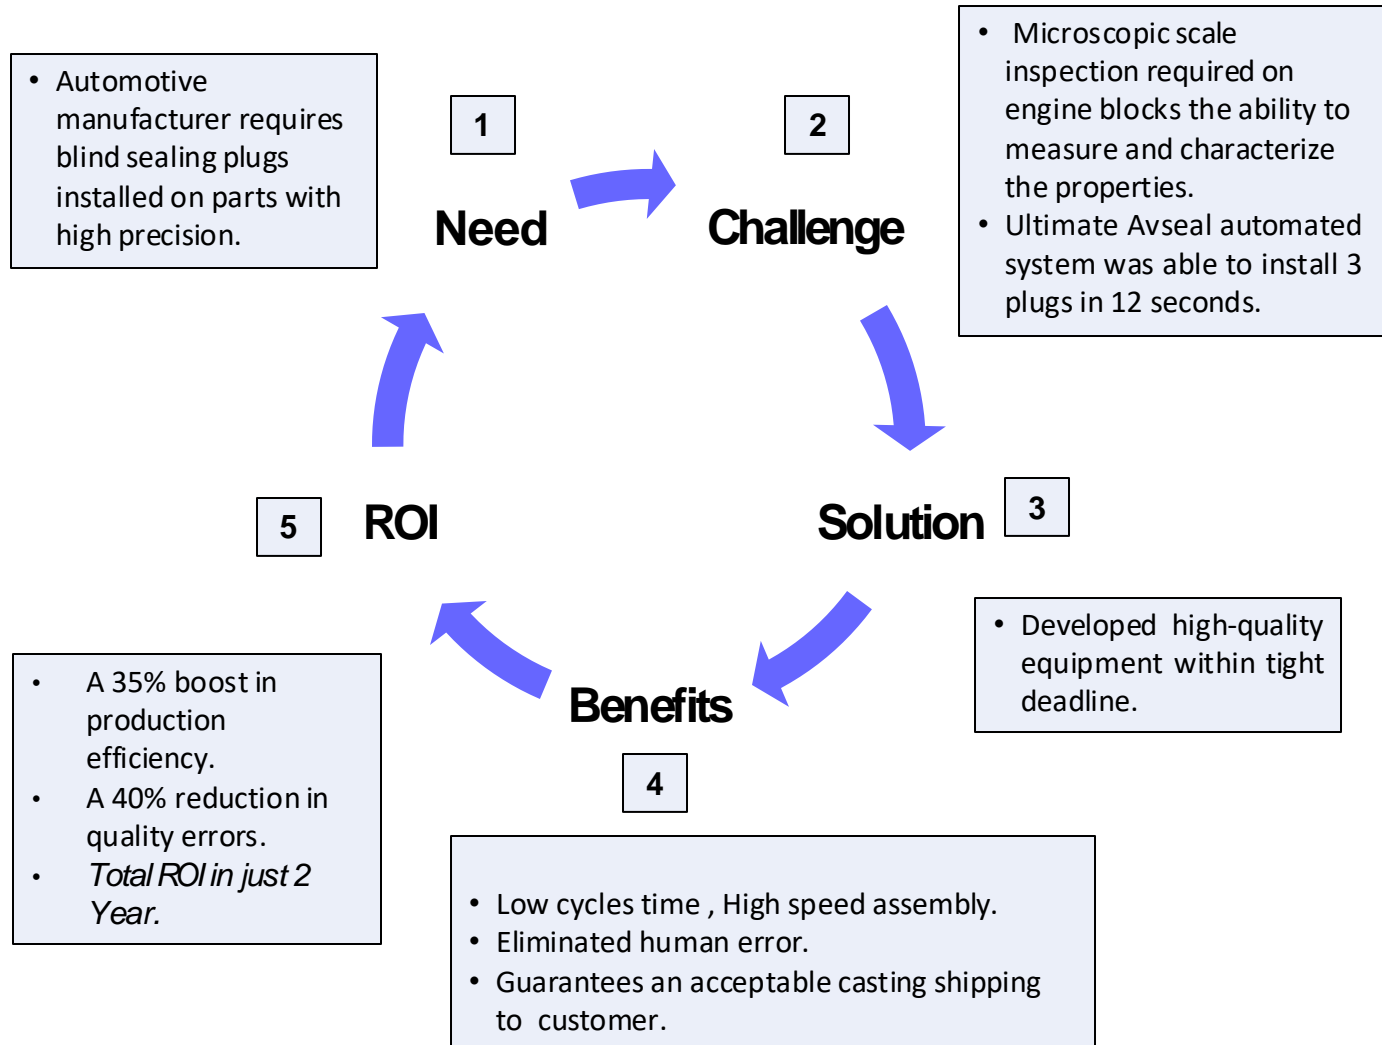 1
Need
• Automotive
manufacturer requires
blind sealing plugs
installed on parts with
high precision.
2
Challenge
• Microscopic scale
inspection required on
engine blocks the ability to
measure and characterize
the properties.
• Ultimate Avseal automated
system was able to install 3
plugs in 12 seconds.
Solution
3
• Developed high-quality
equipment within tight
deadline.
Benefits
4
• Low cycles time , High speed assembly.
• Eliminated human error.
• Guarantees an acceptable casting shipping
to customer.
5
ROI
• A 35% boost in
production
efficiency.
• A 40% reduction in
quality errors.
• Total ROI in just 2
Year.